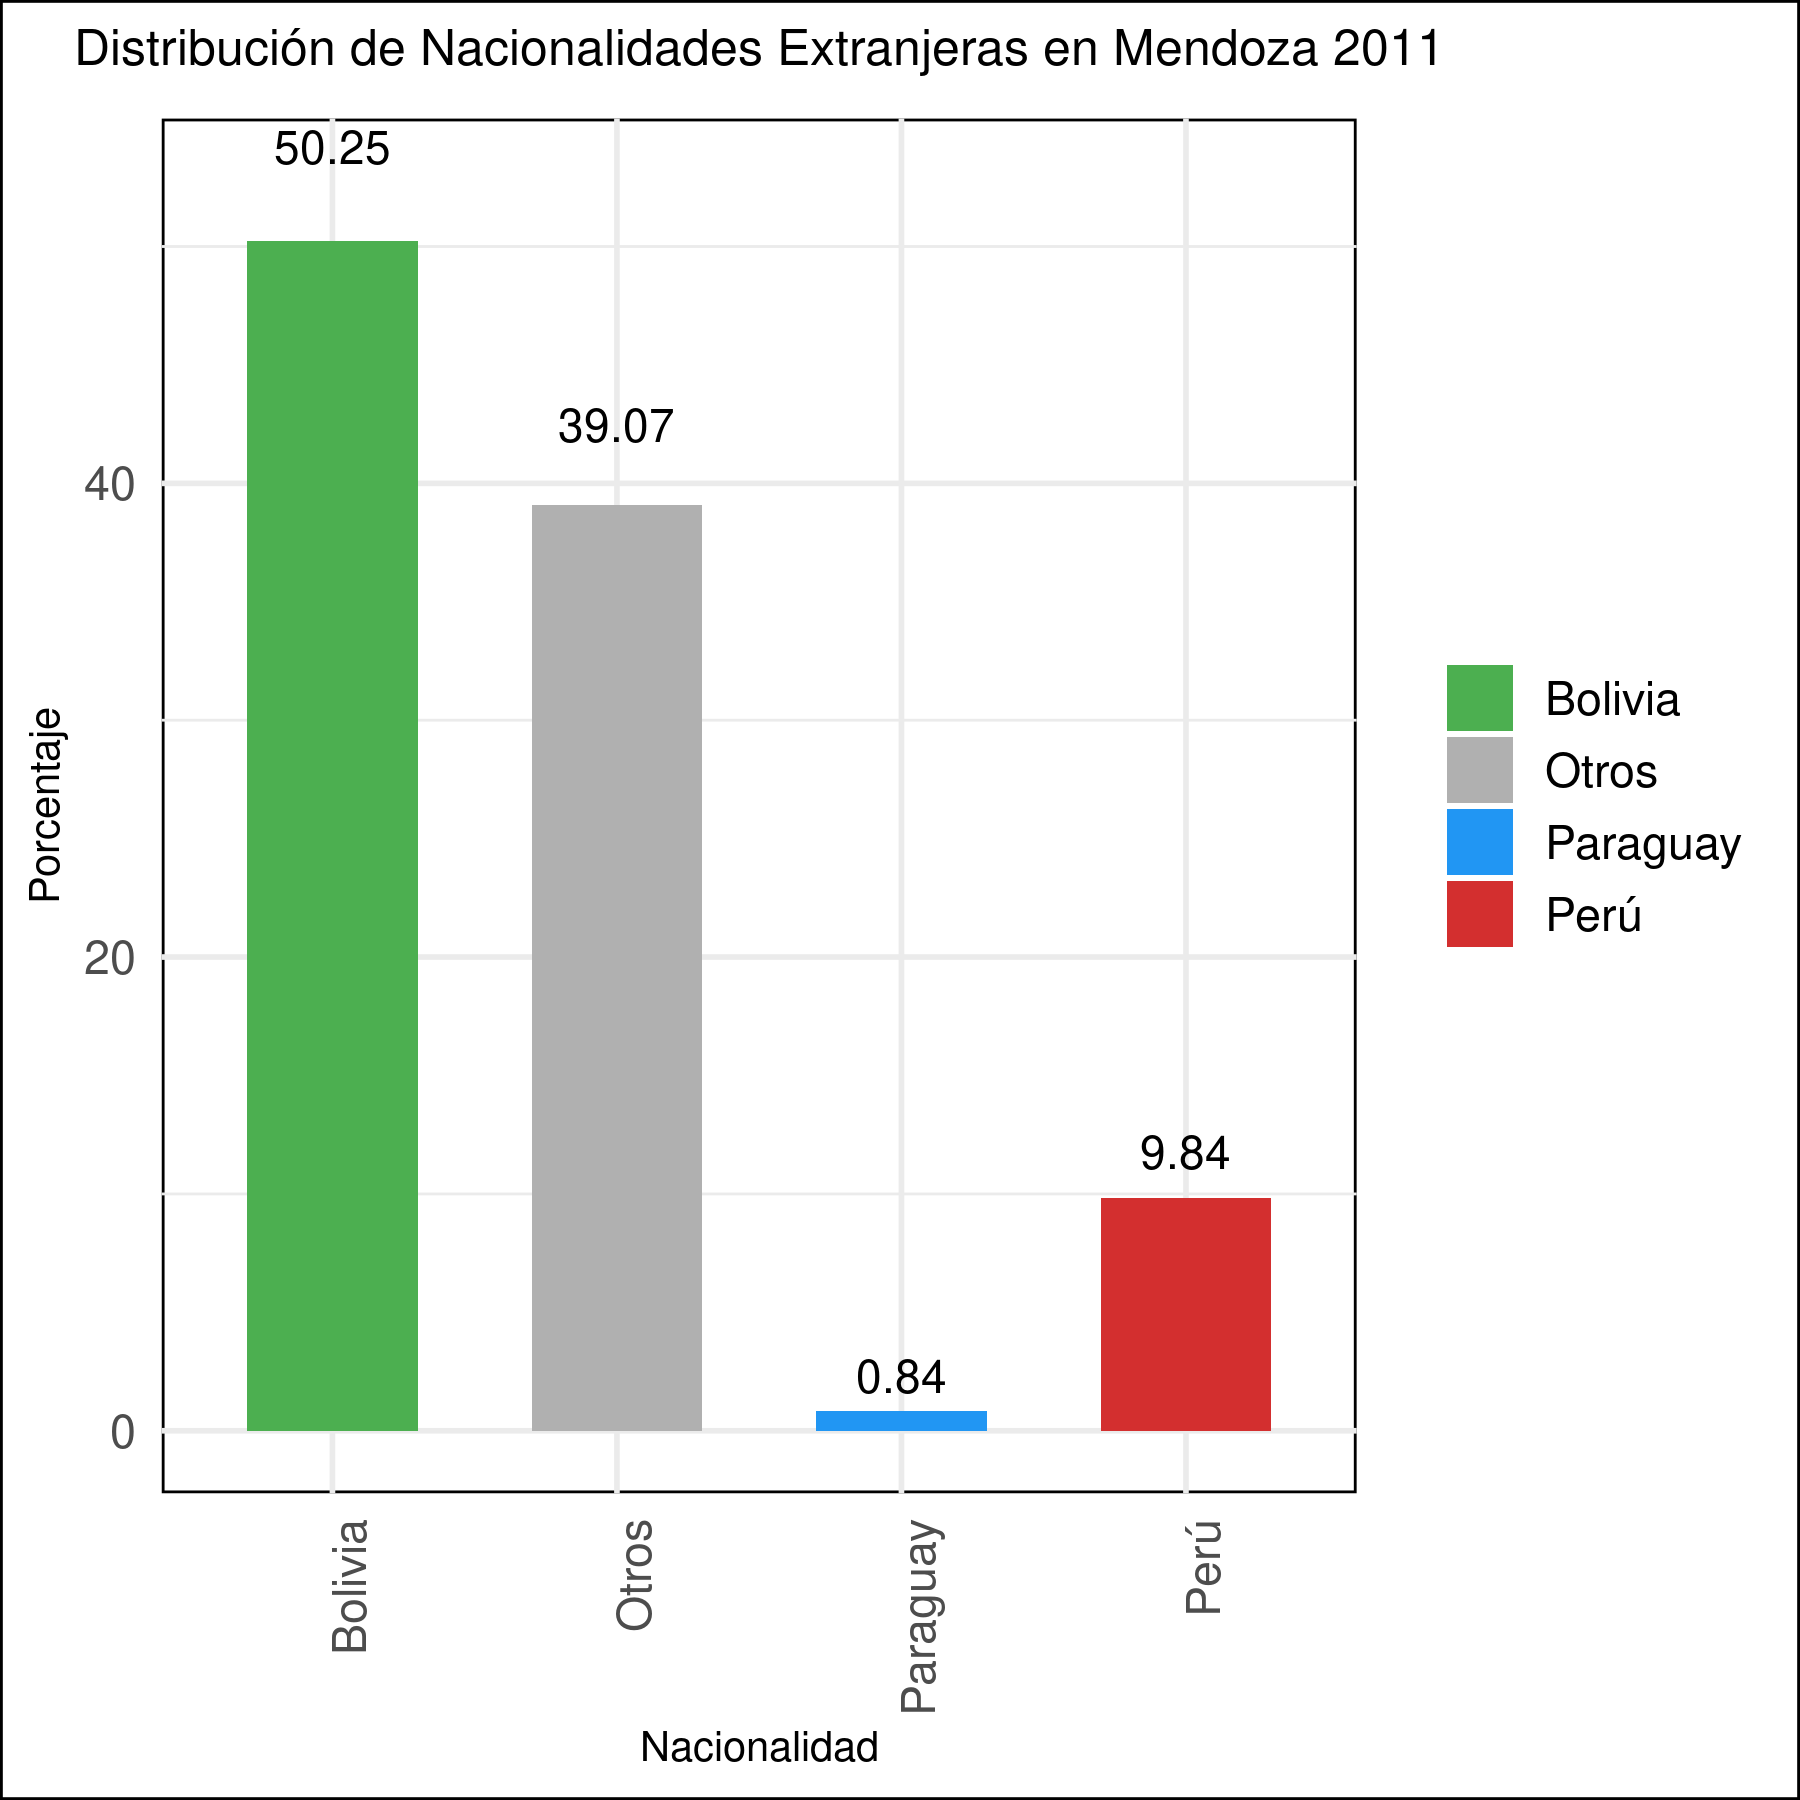 Distribución de Nacionalidades Extranjeras en Mendoza 2011
50.25
39.07
40
Bolivia
Otros
Porcentaje
Paraguay
Perú
20
9.84
0.84
0
Bolivia
Otros
Paraguay
Perú
Nacionalidad